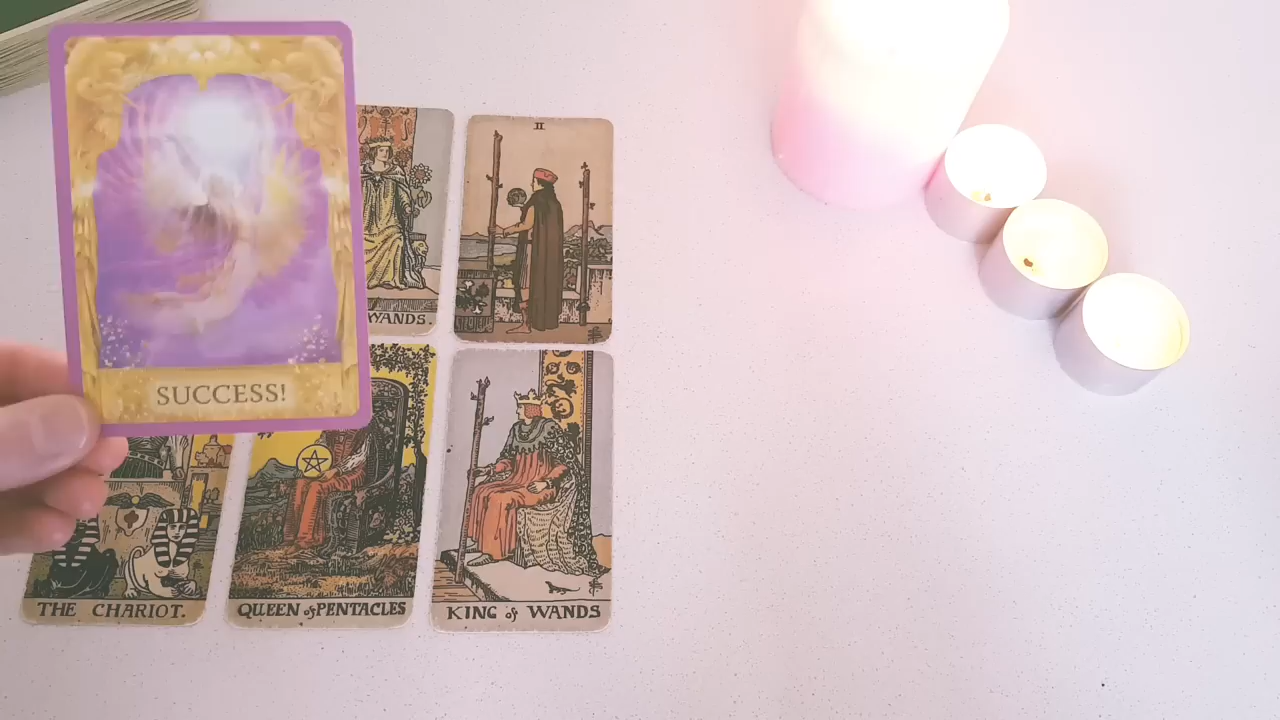 SUCCESS!
WANDS.
II
THE CHARIOT.
QUEEN of PENTACLES
KING of WANDS